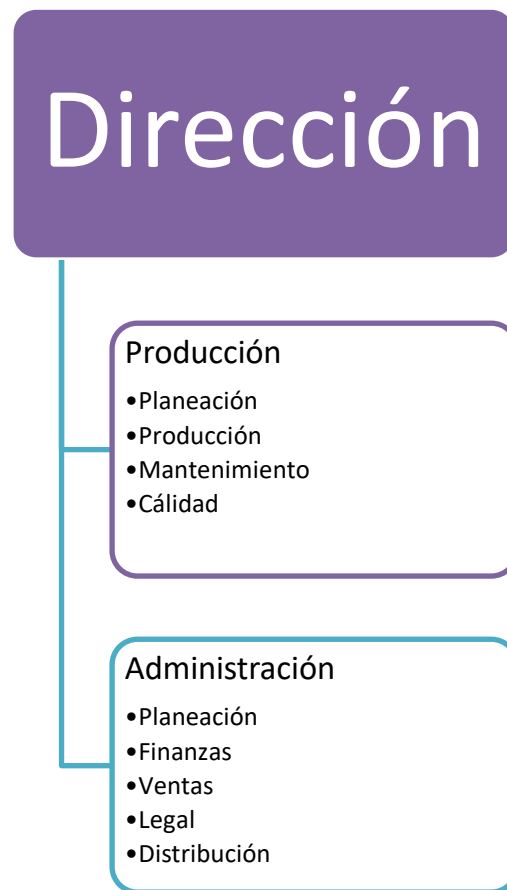 Dirección
Producción
•Planeación
•Producción
•Mantenimiento
•Cálidad
Administración
•Planeación
•Finanzas
•Ventas
•Legal
•Distribución